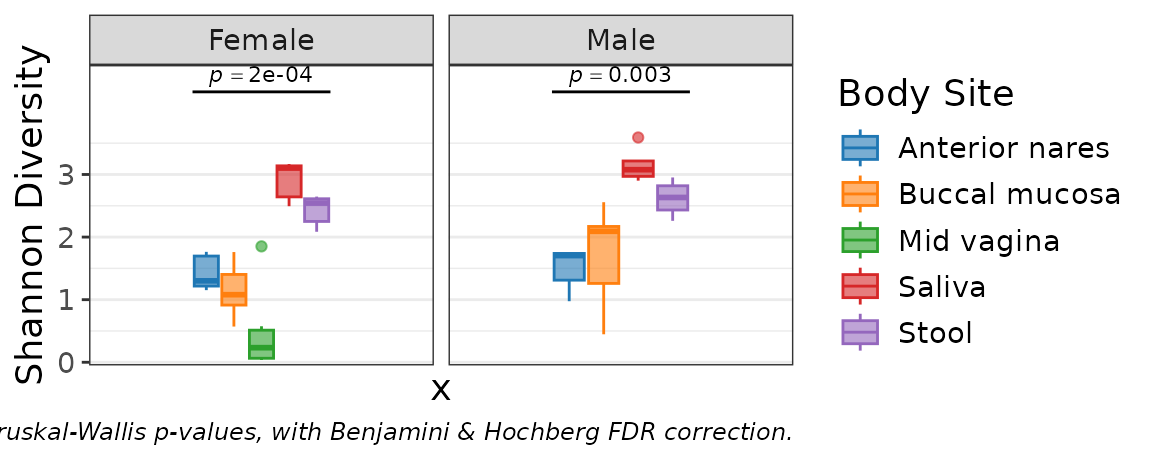 Female
Male
p = 2e-04
p = 0.003
Shannon Diversity
3
2
1
0
x
Body Site
Anterior nares
Buccal mucosa
Mid vagina
Saliva
Stool
ruskal-Wallis p-values, with Benjamini & Hochberg FDR correction.